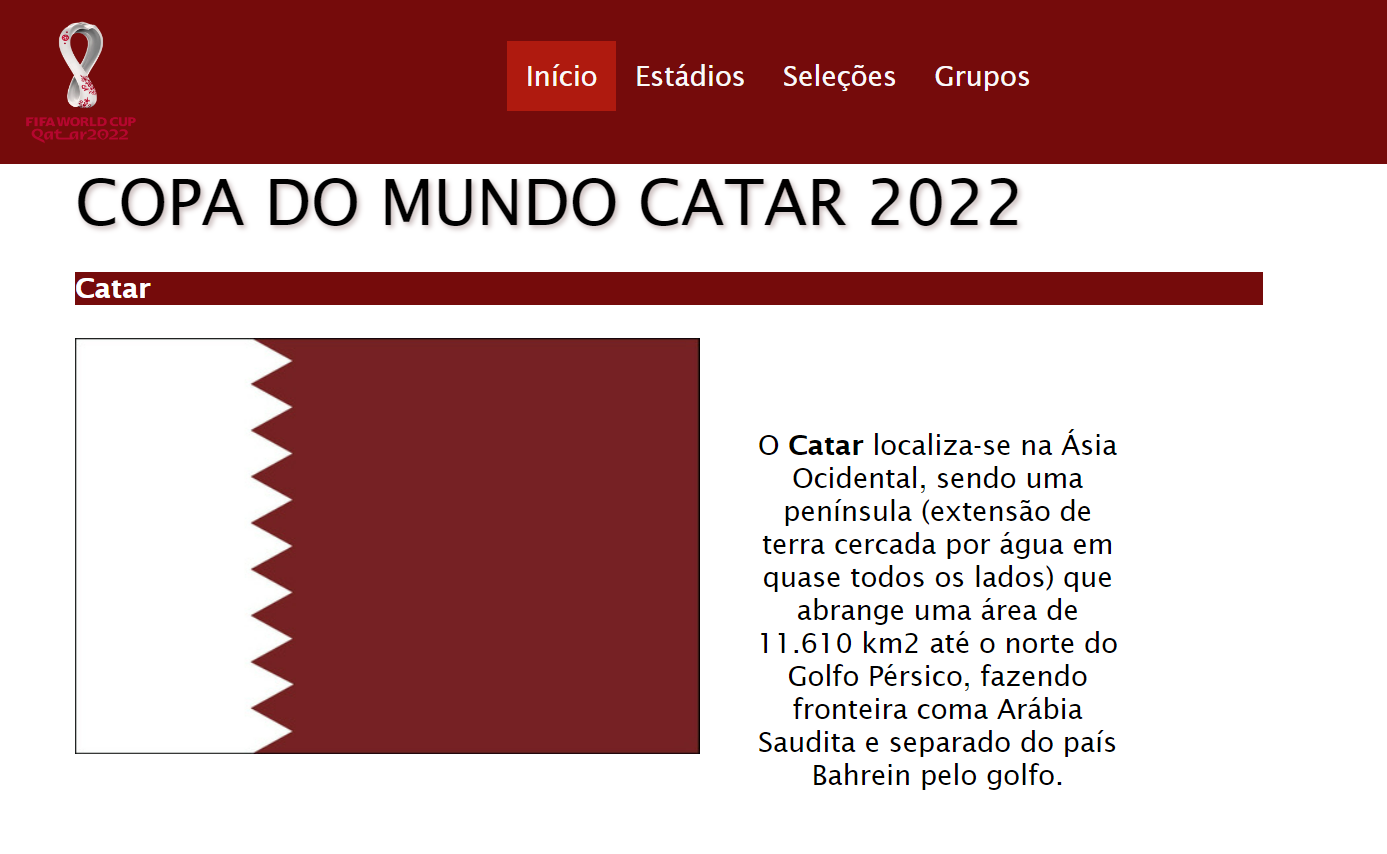 FIFA WORLD CUP
Qatar2022
Início
Estádios
Seleções
Grupos
COPA DO MUNDO CATAR 2022
Catar
O Catar localiza-se na Ásia
Ocidental, sendo uma
península (extensão de
terra cercada por água em
quase todos os lados) que
abrange uma área de
11.610 km2 até o norte do
Golfo Pérsico, fazendo
fronteira coma Arábia
Saudita e separado do país
Bahrein pelo golfo.